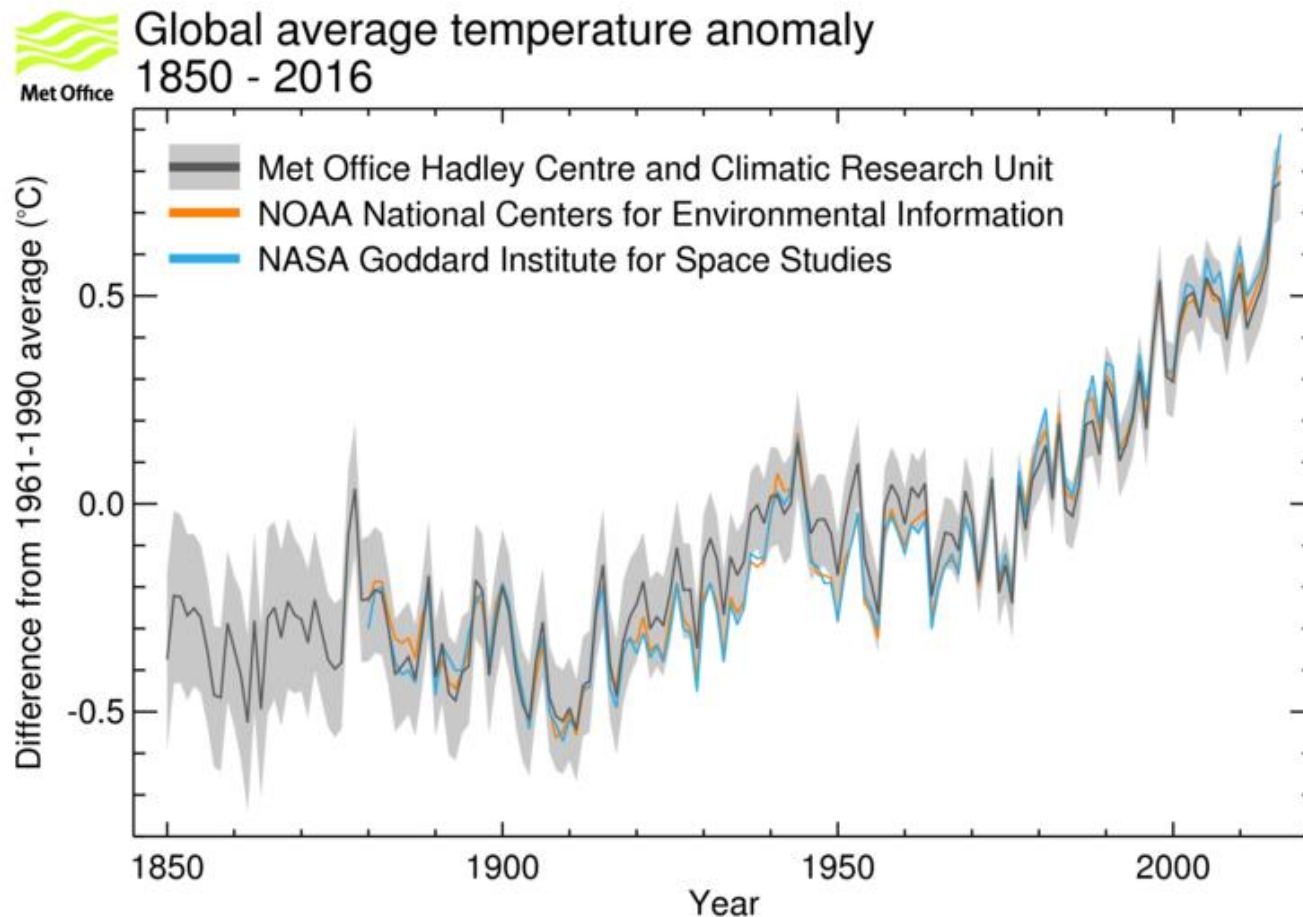 Met Office
Global average temperature anomaly
1850 - 2016
Met Office Hadley Centre and Climatic Research Unit
NOAA National Centers for Environmental Information
NASA Goddard Institute for Space Studies
Difference from 1961-1990 average (°C)
0.5
0.0
-0.5
1850
1900
1950
2000
Year